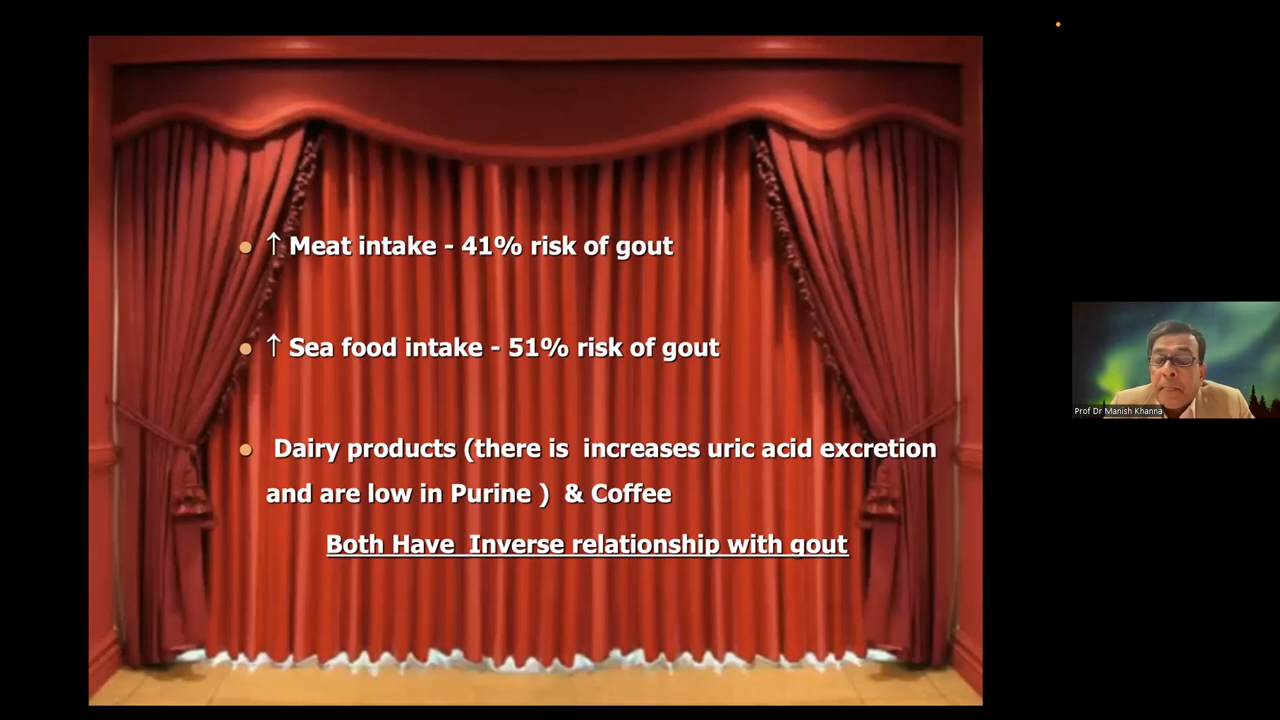 ↑ Meat intake - 41% risk of gout
↑ Sea food intake - 51% risk of gout
Dairy products (there is increases uric acid excretion
and are low in Purine ) & Coffee
Both Have Inverse relationship with gout
Prof Dr Manish Khanna